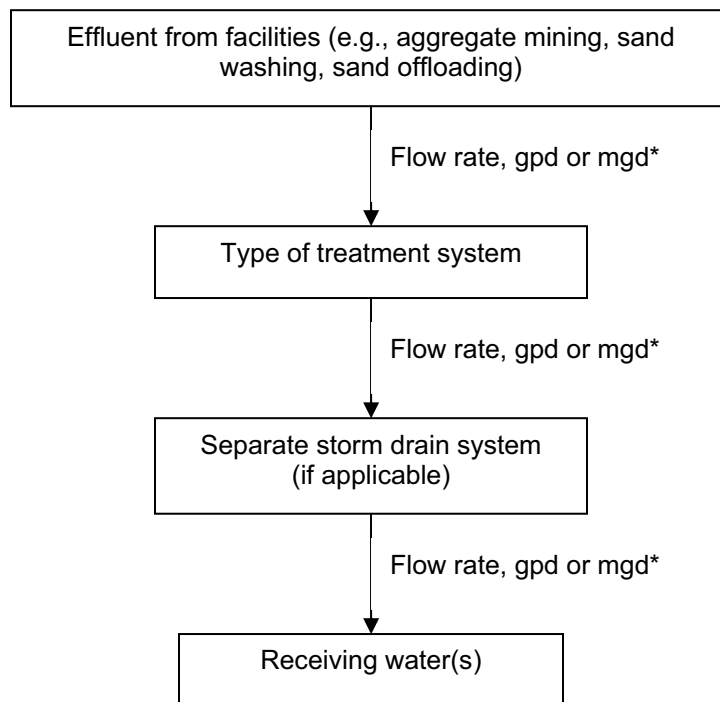 Effluent from facilities (e.g., aggregate mining, sand
washing, sand offloading)
Flow rate, gpd or mgd*
Type of treatment system
Flow rate, gpd or mgd*
Separate storm drain system
(if applicable)
Flow rate, gpd or mgd*
Receiving water(s)